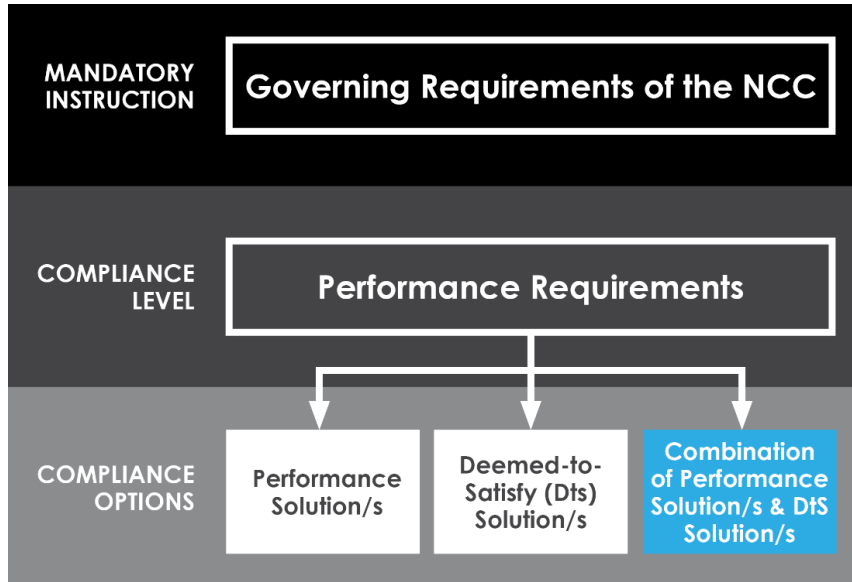 MANDATORY
INSTRUCTION
Governing Requirements of the NCC
COMPLIANCE
LEVEL
Performance Requirements
COMPLIANCE
OPTIONS
Performance
Solution/s
Deemed-to-
Satisfy (Dts)
Solution/s
Combination
of Performance
Solution/s & DtS
Solution/s